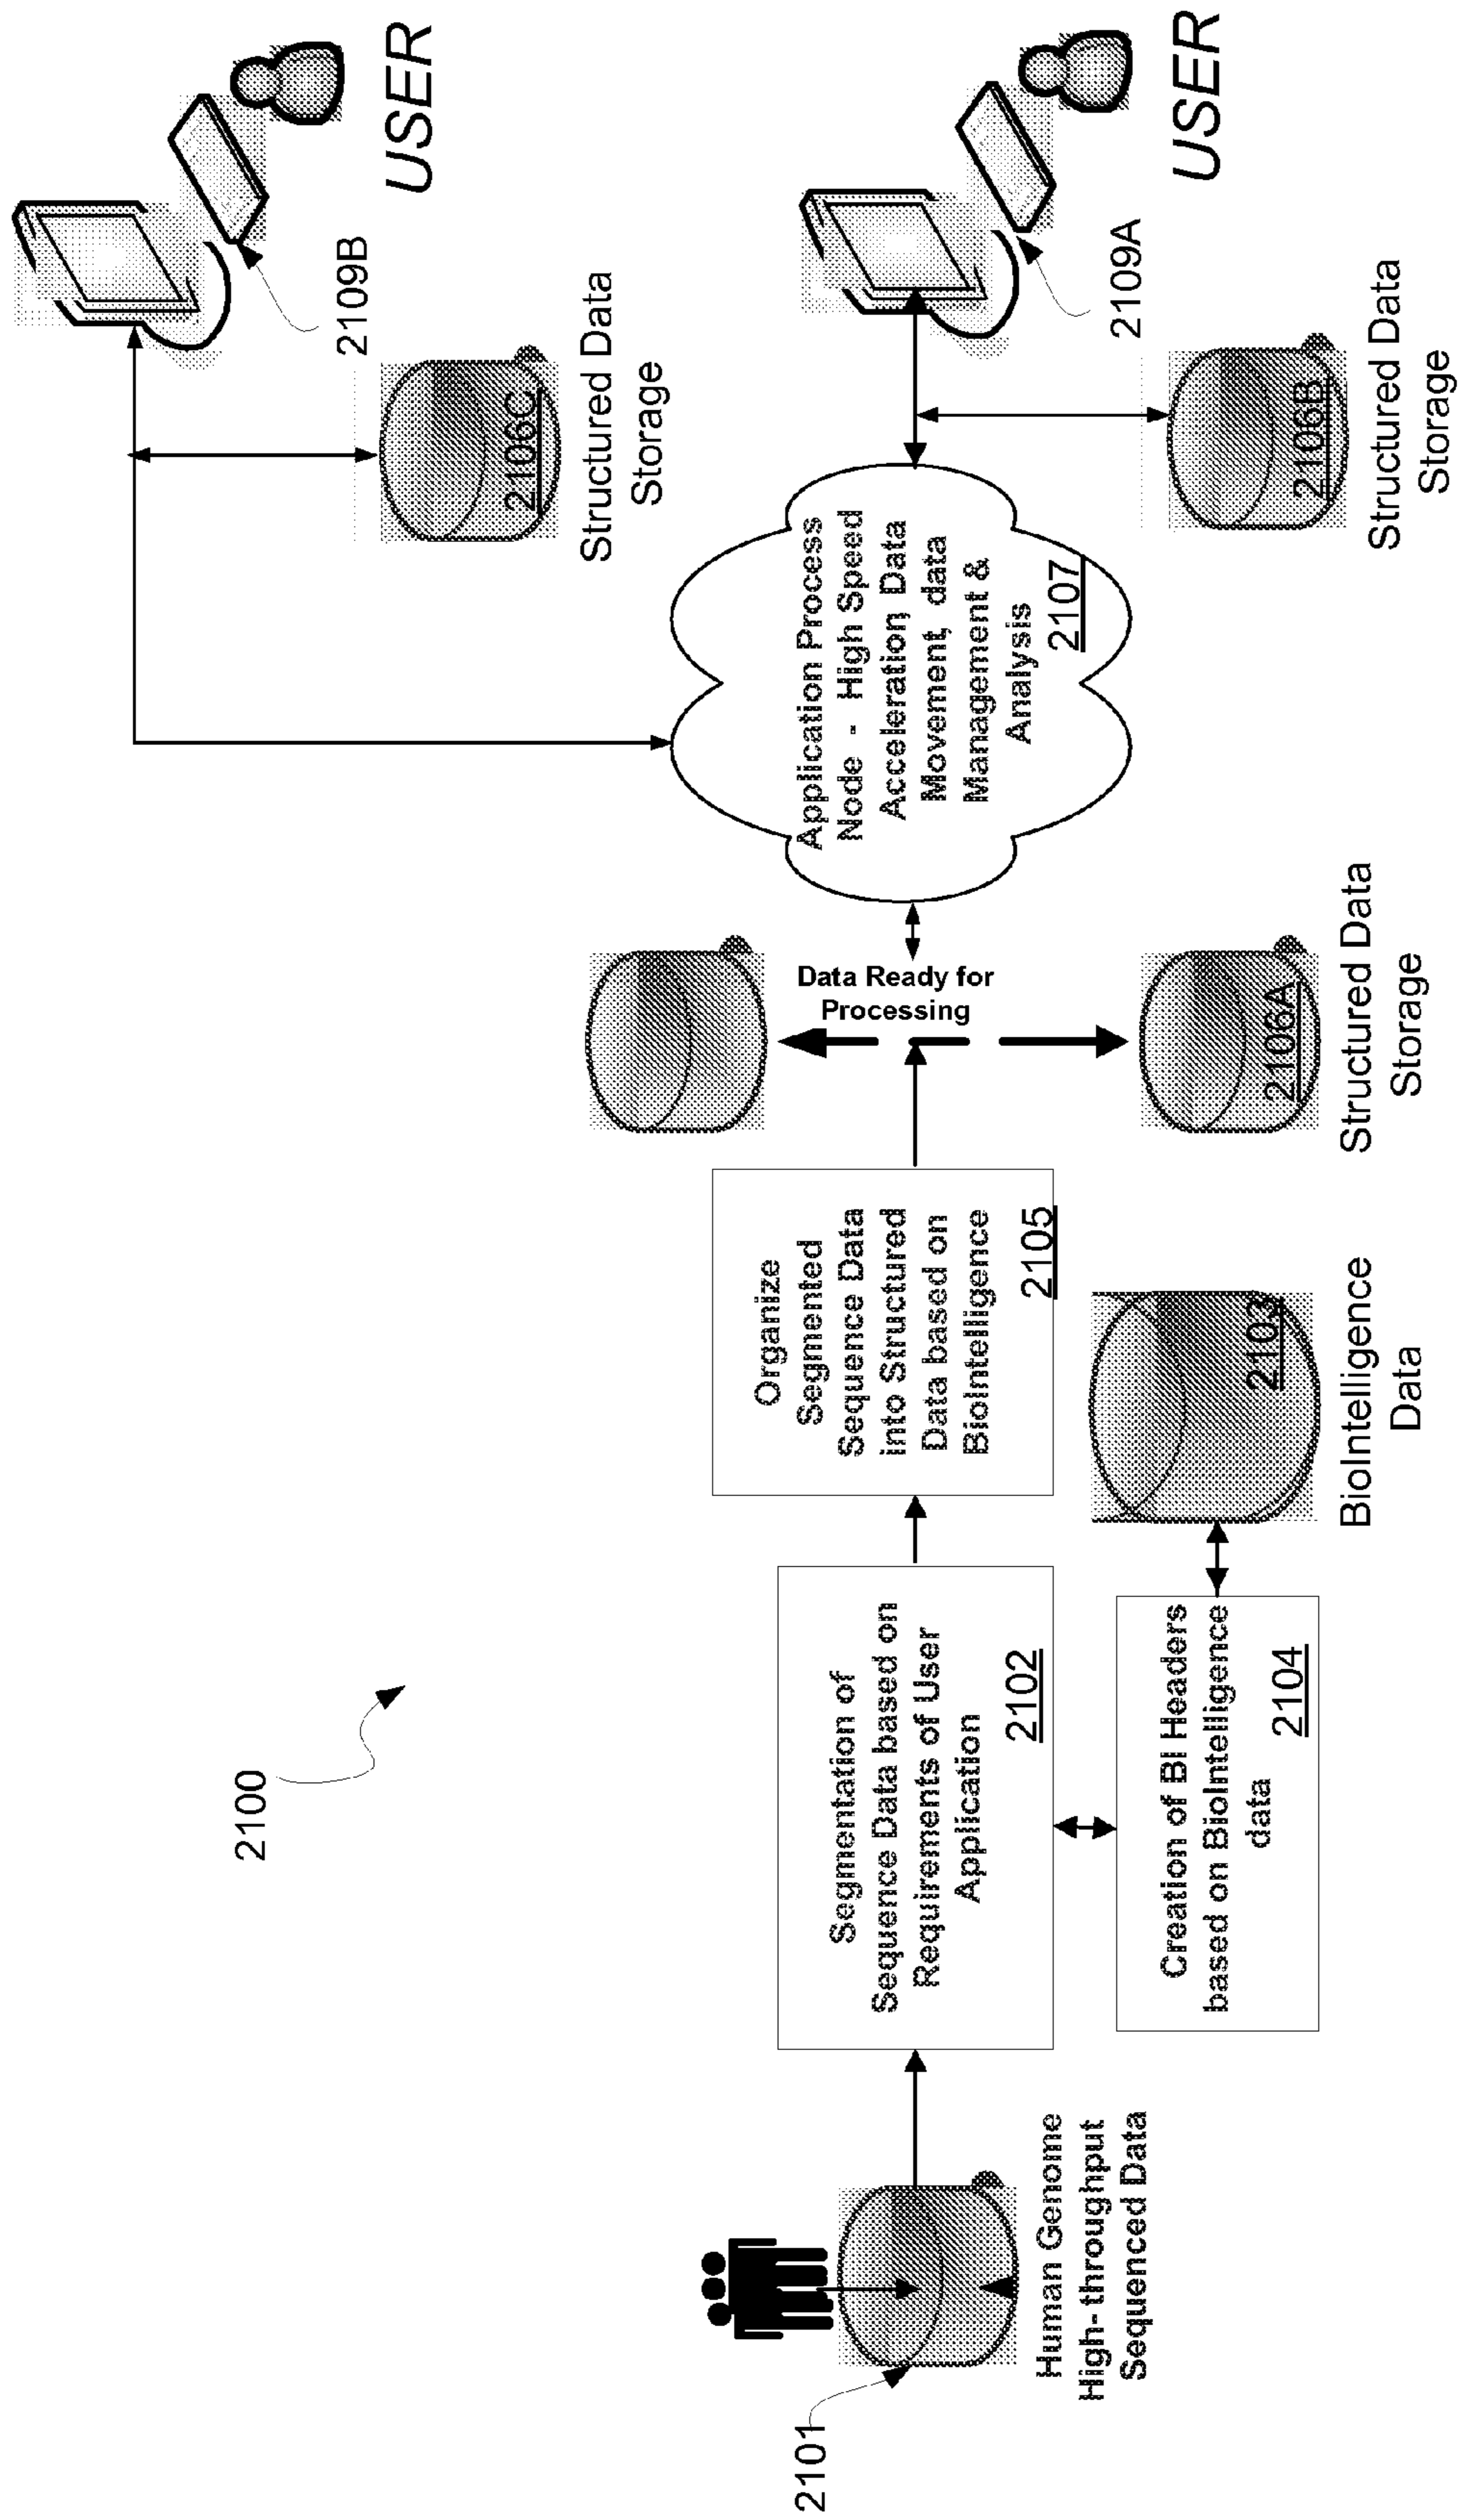 2100
2101
Human Genome
High-throughput
Sequenced Data
Segmentation of
Sequence Data based on
Requirements of User
Application
2102
Creation of BI Headers
based on BioIntelligence
data
2104
2103
BioIntelligence
Data
Organize
Segmented
Sequence Data
into Structured
Data based on
BioIntelligence
2105
Data Ready for
Processing
2106A
Structured Data
Storage
Application Process
Node - High Speed
Acceleration, Data
Movement, data
Management &
Analysis
2107
2106C
Structured Data
Storage
2109B
USER
2106B
Structured Data
Storage
2109A
USER